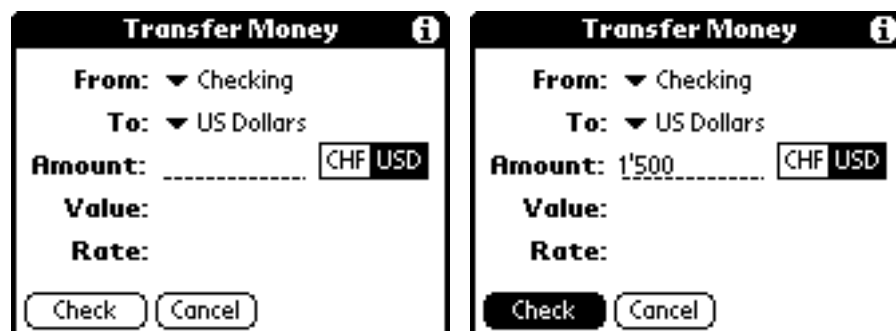 Transfer Money i
From: Checking
To: US Dollars
Amount: CHF USD
Value:
Rate:
Check Cancel
Transfer Money i
From: Checking
To: US Dollars
Amount: 1'500 CHF USD
Value:
Rate:
Check Cancel